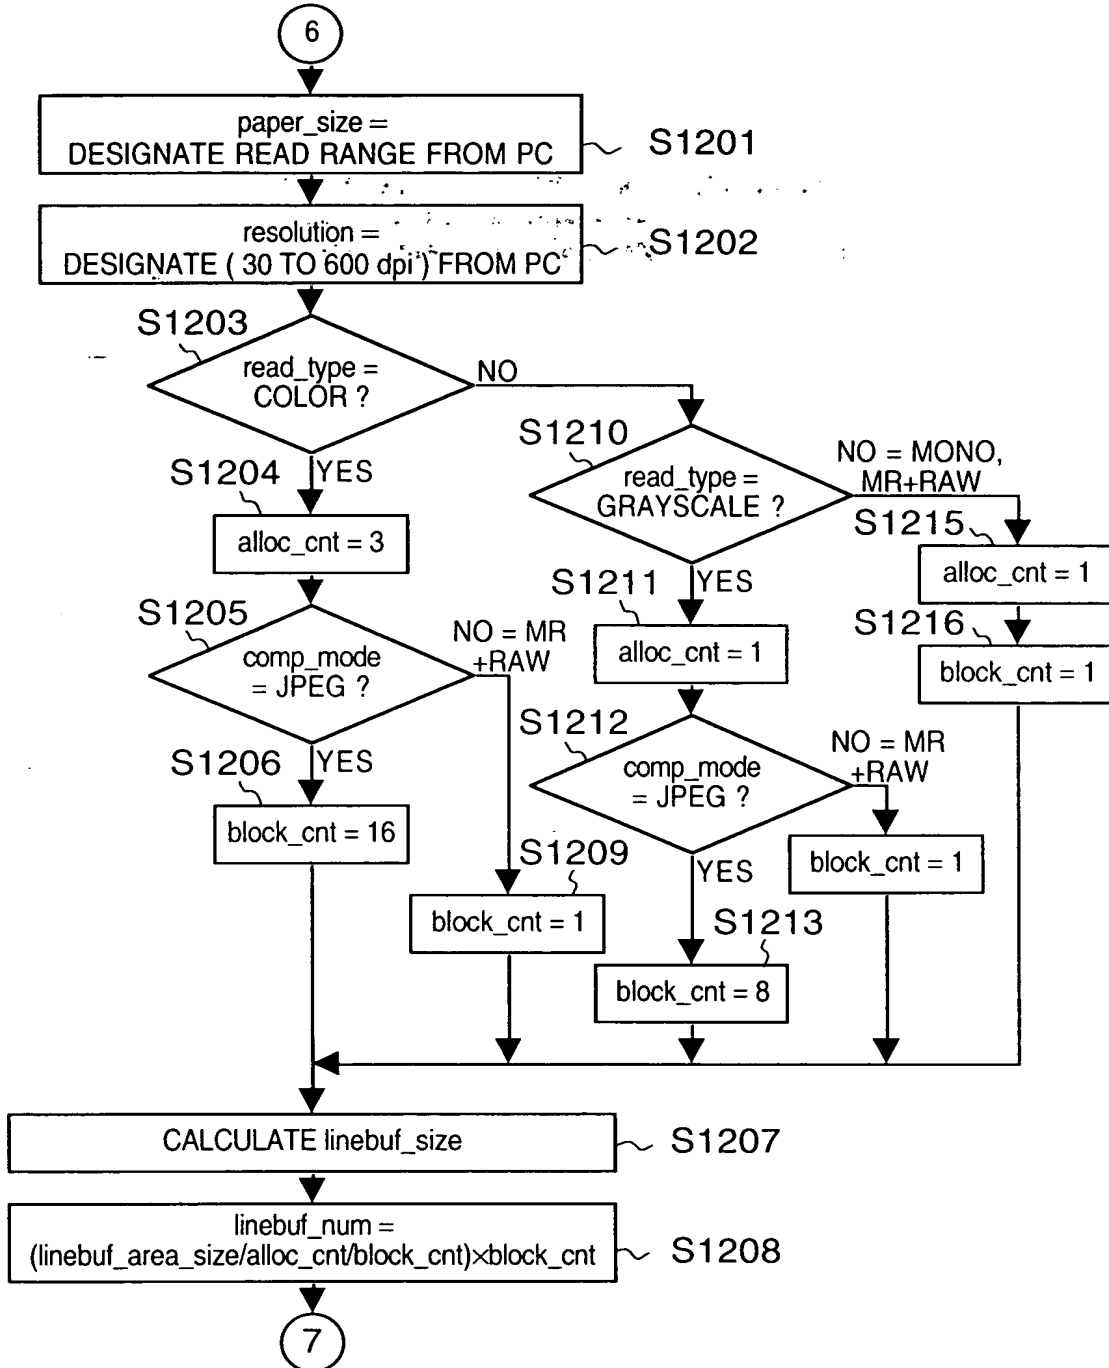 6
paper_size =
DESIGNATE READ RANGE FROM PC
S1201
resolution =
DESIGNATE ( 30 TO 600 dpi ) FROM PC
S1202
S1203
read_type =
COLOR ?
NO
YES
S1204
alloc_cnt = 3
S1205
comp_mode
= JPEG ?
NO = MR
+RAW
YES
S1206
block_cnt = 16
S1209
block_cnt = 1
S1210
read_type =
GRAYSCALE ?
NO = MONO,
MR+RAW
YES
S1211
alloc_cnt = 1
S1212
comp_mode
= JPEG ?
NO = MR
+RAW
YES
block_cnt = 1
S1213
block_cnt = 8
S1215
alloc_cnt = 1
S1216
block_cnt = 1
CALCULATE linebuf_size
S1207
linebuf_num =
(linebuf_area_size/alloc_cnt/block_cnt)×block_cnt
S1208
7